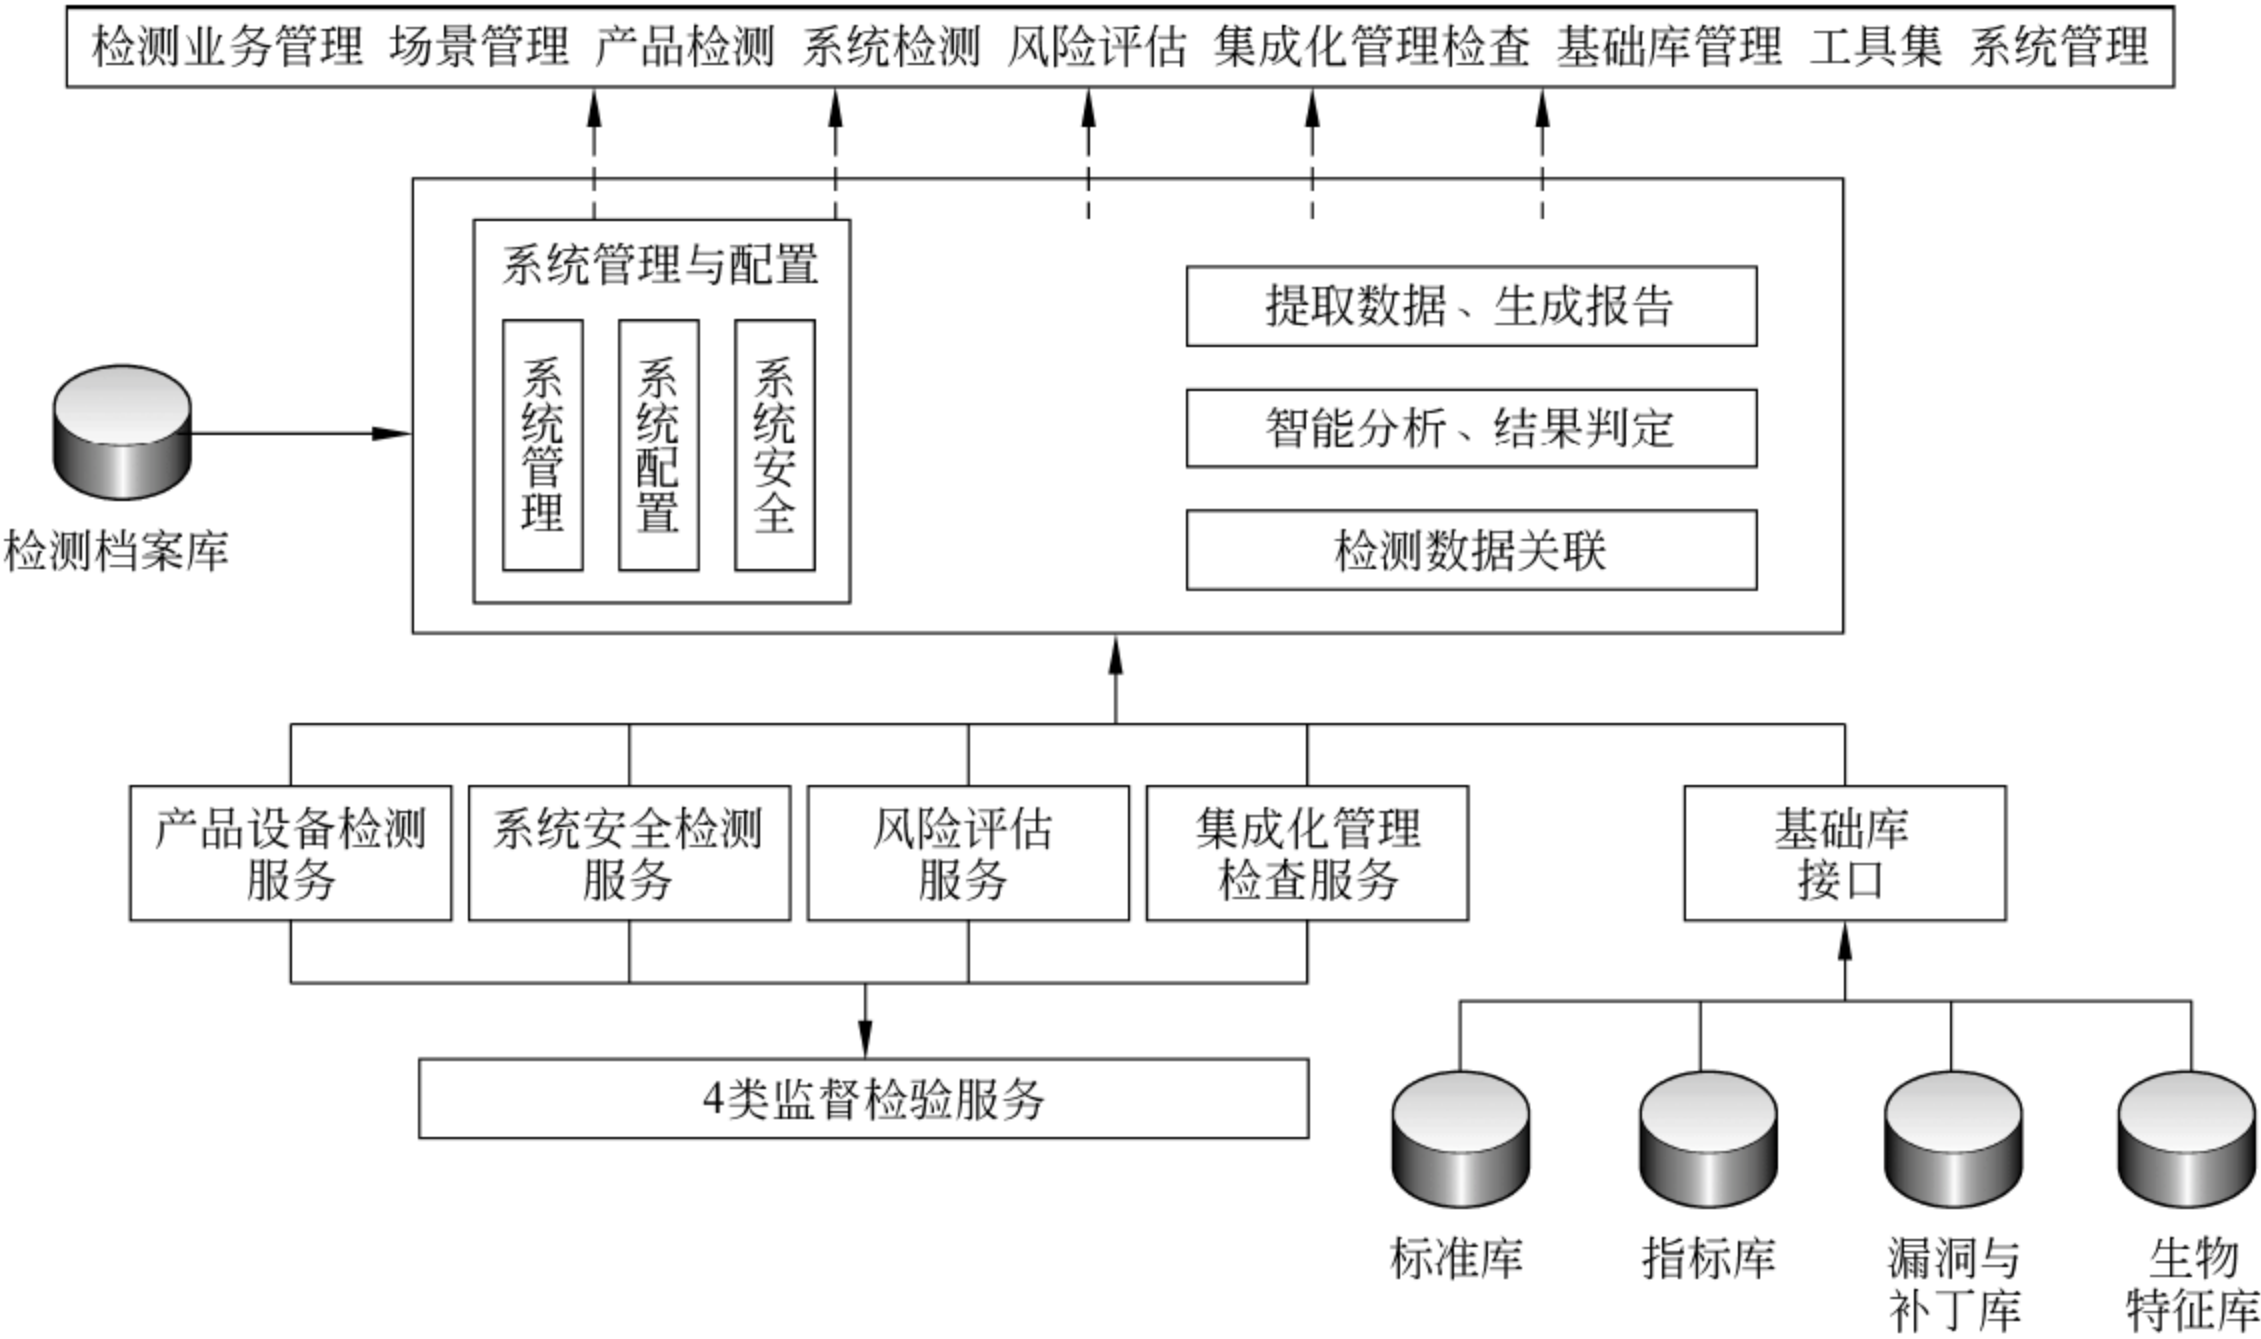 检测业务管理 场景管理 产品检测 系统检测 风险评估 集成化管理检查 基础库管理 工具集 系统管理
系统管理与配置
系统管理
系统配置
系统安全
提取数据、生成报告
智能分析、结果判定
检测数据关联
检测档案库
产品设备检测
服务
系统安全检测
服务
风险评估
服务
集成化管理
检查服务
基础库
接口
4类监督检验服务
标准库
指标库
漏洞与
补丁库
生物
特征库